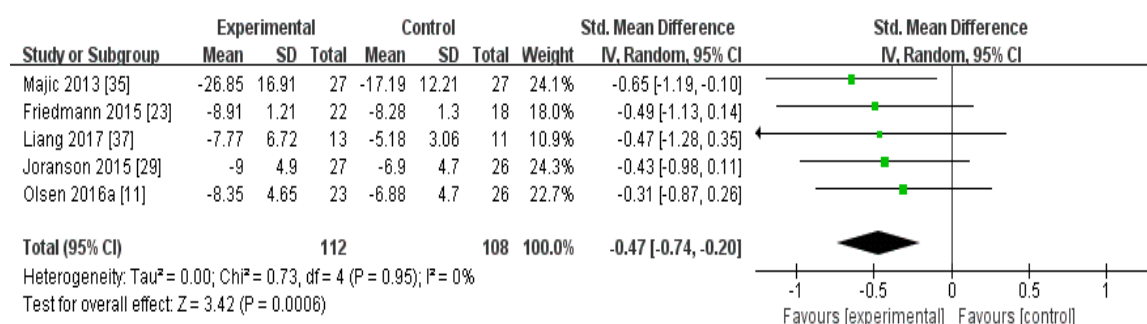 Experimental Control Std. Mean Difference Std. Mean Difference
Study or Subgroup Mean SD Total Mean SD Total Weight IV, Random, 95% CI IV, Random, 95% CI
Majic 2013 [35] -26.85 16.91 27 -17.19 12.21 27 24.1% -0.65 [-1.19, -0.10]
Friedmann 2015 [23] -8.91 1.21 22 -8.28 1.3 18 18.0% -0.49 [-1.13, 0.14]
Liang 2017 [37] -7.77 6.72 13 -5.18 3.06 11 10.9% -0.47 [-1.28, 0.35]
Joranson 2015 [29] -9 4.9 27 -6.9 4.7 26 24.3% -0.43 [-0.98, 0.11]
Olsen 2016a [11] -8.35 4.65 23 -6.88 4.7 26 22.7% -0.31 [-0.87, 0.26]
Total (95% CI) 112 108 100.0% -0.47 [-0.74, -0.20]
Heterogeneity: Tau² = 0.00; Chi² = 0.73, df = 4 (P = 0.95); I² = 0%
Test for overall effect: Z = 3.42 (P = 0.0006)
-1 -0.5 0 0.5 1
Favours [experimental] Favours [control]